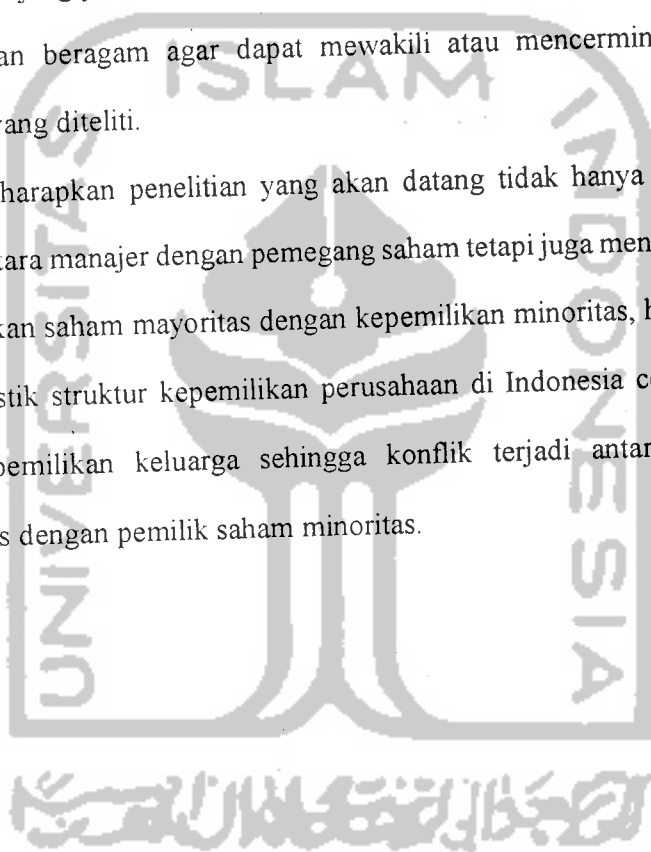 an beragam agar dapat mewakili atau mencermin
ISLAM
yang diteliti.
harapkan penelitian yang akan datang tidak hanya
tara manajer dengan pemegang saham tetapi juga men
kan saham mayoritas dengan kepemilikan minoritas, h
stik struktur kepemilikan perusahaan di Indonesia c
pemilikan keluarga sehingga konflik terjadi antar
s dengan pemilik saham minoritas.
UNIVERSITAS
INDONESIA